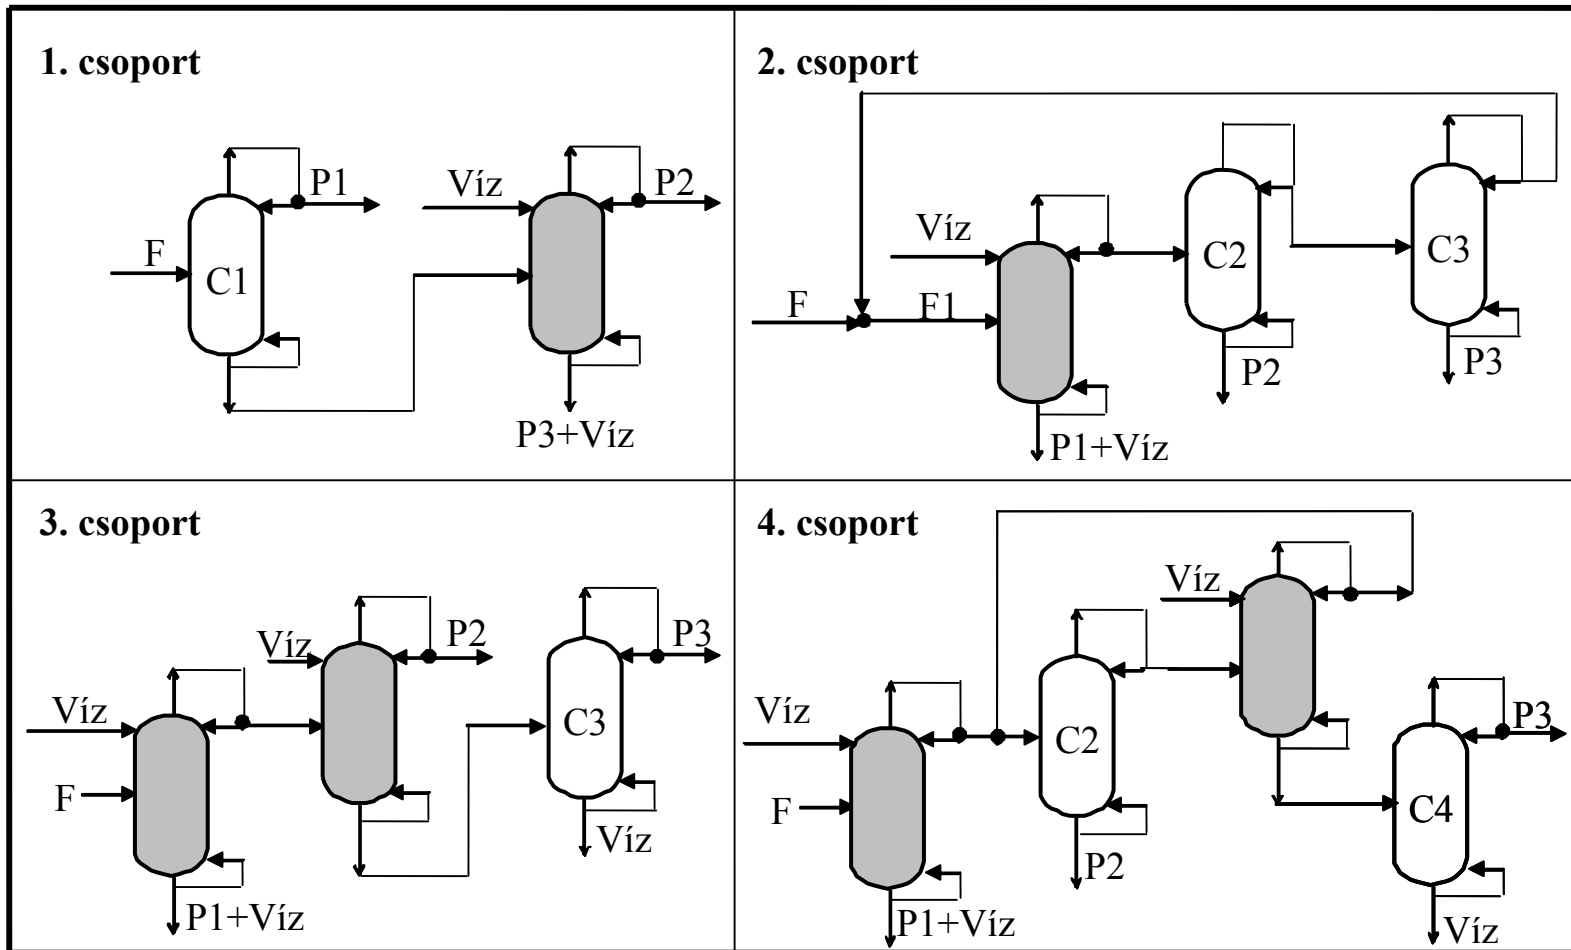 1. csoport
P1
Víz
P2
F
C1
P3+Víz
2. csoport
Víz
C2
C3
F
F1
P2
P3
P1+Víz
3. csoport
Víz
P2
P3
Víz
C3
F
Víz
P1+Víz
4. csoport
Víz
Víz
C2
P3
F
C4
P2
P1+Víz
Víz